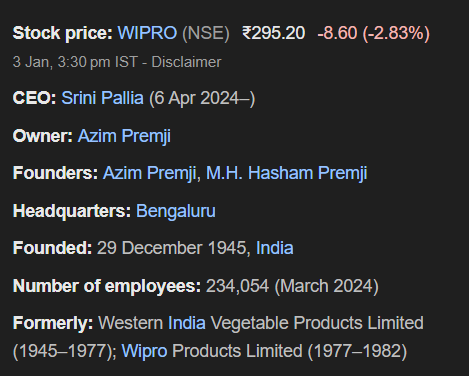 Stock price: WIPRO (NSE) ₹295.20 -8.60 (-2.83%)
3 Jan, 3:30 pm IST - Disclaimer
CEO: Srini Pallia (6 Apr 2024–)
Owner: Azim Premji
Founders: Azim Premji, M.H. Hasham Premji
Headquarters: Bengaluru
Founded: 29 December 1945, India
Number of employees: 234,054 (March 2024)
Formerly: Western India Vegetable Products Limited
(1945–1977); Wipro Products Limited (1977–1982)